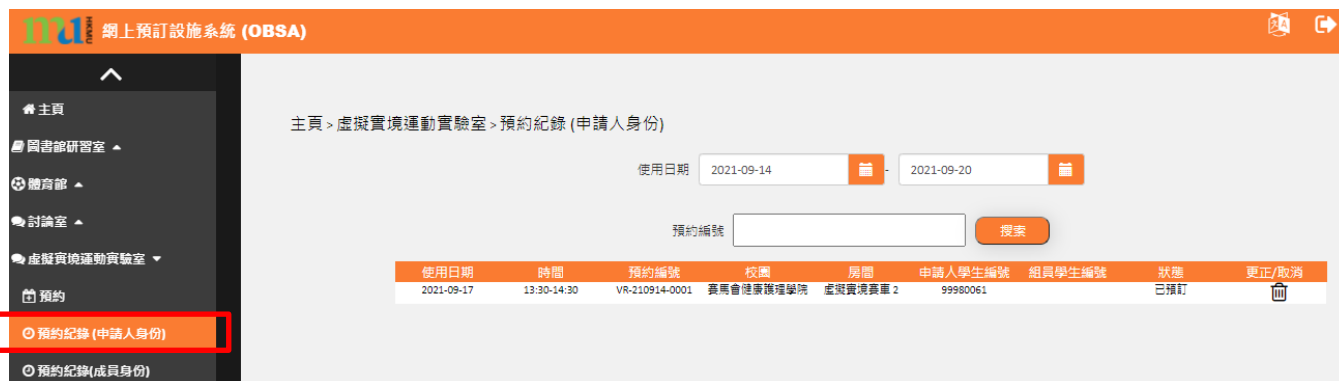 mu HKMU 網上預訂設施系統 (OBSA)
主頁
圖書館研習室
體育館
討論室
虛擬實境運動實驗室
預約
預約紀錄 (申請人身份)
預約紀錄(成員身份)
主頁 > 虛擬實境運動實驗室 > 預約紀錄 (申請人身份)
使用日期 2021-09-14 - 2021-09-20
預約編號 搜索
使用日期 時間 預約編號 校園 房間 申請人學生編號 組員學生編號 狀態 更正/取消
2021-09-17 13:30-14:30 VR-210914-0001 賽馬會健康護理學院 虛擬實境賽車 2 99980061 已預訂